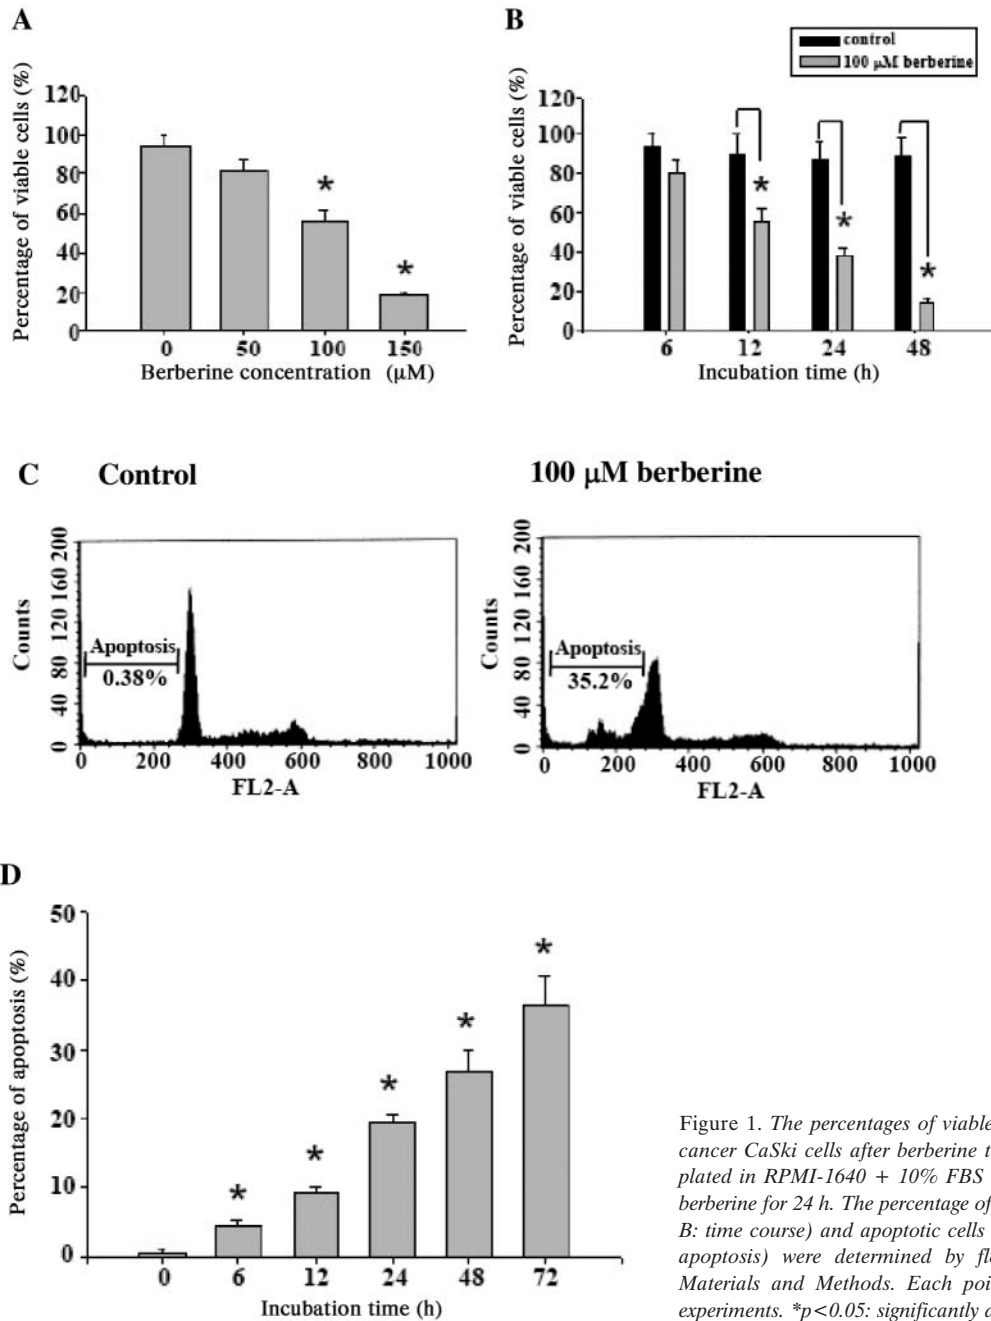 A
Percentage of viable cells (%)
120
100
80
60
40
20
0
*
*
0 50 100 150
Berberine concentration (μM)
B
control
100 μM berberine
Percentage of viable cells (%)
120
100
80
60
40
20
0
*
*
*
6 12 24 48
Incubation time (h)
C Control
Counts
200
160
120
80
40
0
Apoptosis
0.38%
0 200 400 600 800 1000
FL2-A
100 μM berberine
Counts
200
160
120
80
40
0
Apoptosis
35.2%
0 200 400 600 800 1000
FL2-A
D
Percentage of apoptosis (%)
50
40
30
20
10
0
*
*
*
*
*
0 6 12 24 48 72
Incubation time (h)
Figure 1. The percentages of viable
cancer CaSki cells after berberine t
plated in RPMI-1640 + 10% FBS
berberine for 24 h. The percentage of
B: time course) and apoptotic cells
apoptosis) were determined by fl
Materials and Methods. Each poi
experiments. *p<0.05: significantly d